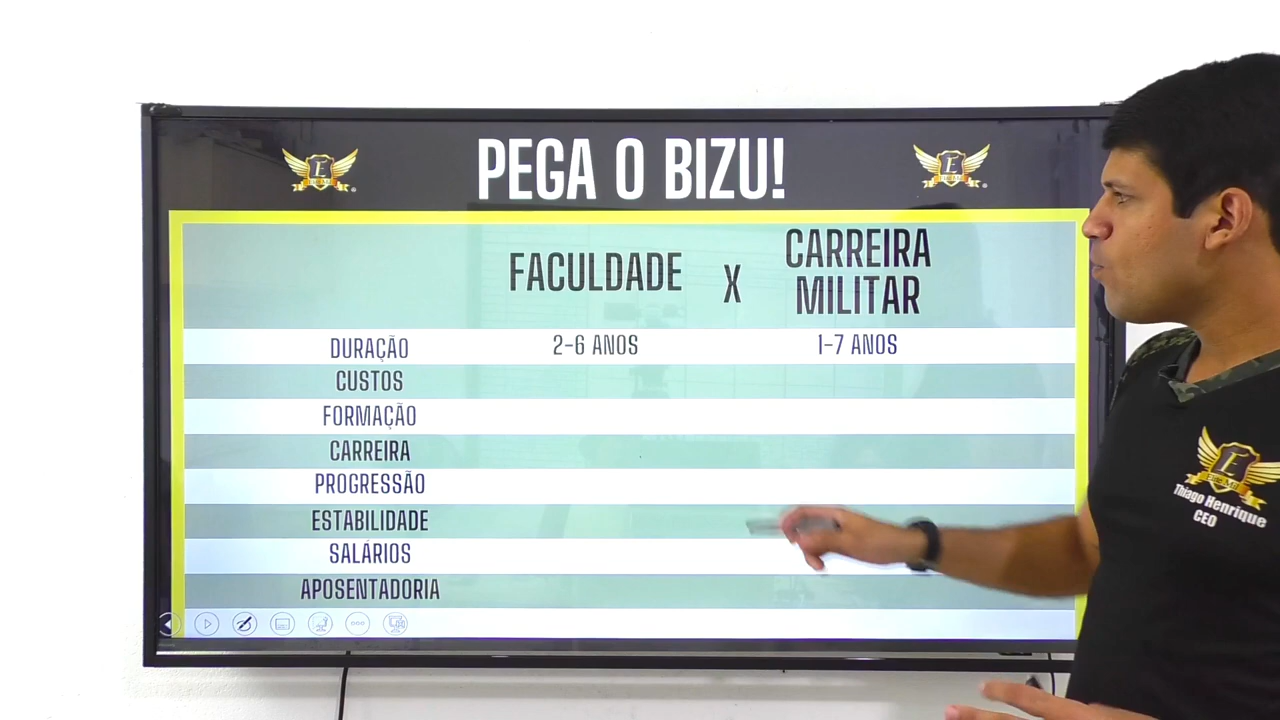 PEGA O BIZU!
FACULDADE X CARREIRA MILITAR
DURAÇÃO 2-6 ANOS 1-7 ANOS
CUSTOS
FORMAÇÃO
CARREIRA
PROGRESSÃO
ESTABILIDADE
SALÁRIOS
APOSENTADORIA
Thiago Henrique
CEO